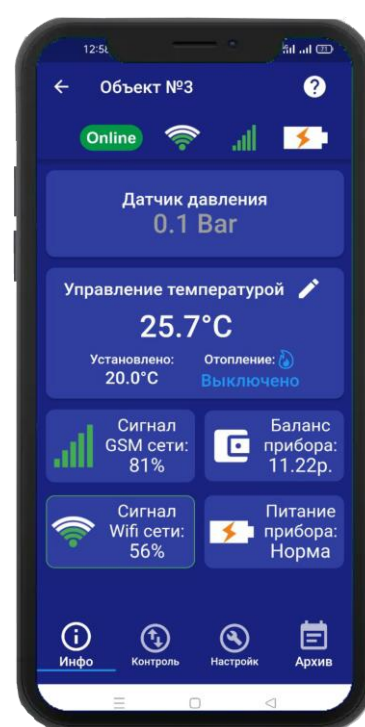 Объект №3
Online
Датчик давления
0.1 Bar
Управление температурой
25.7°C
Установлено:
20.0°C
Отопление:
Выключено
Сигнал
GSM сети:
81%
Баланс
прибора:
11.22р.
Сигнал
Wifi сети:
56%
Питание
прибора:
Норма
Инфо
Контроль
Настройк
Архив